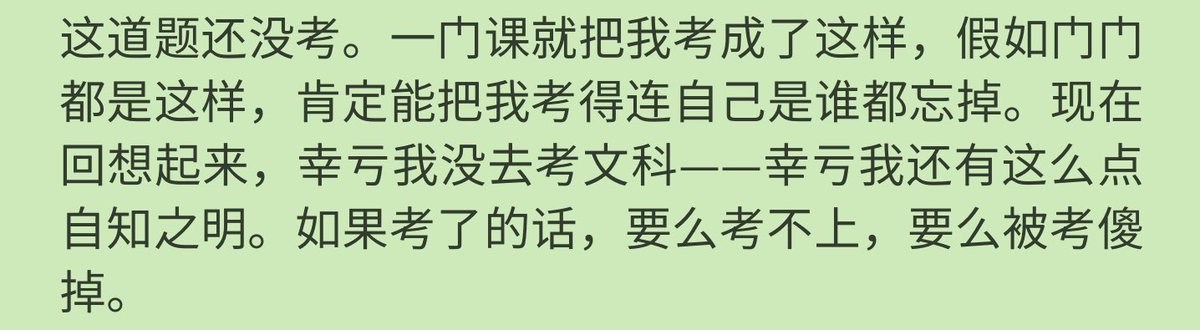 这道题还没考。一门课就把我考成了这样，假如门门
都是这样，肯定能把我考得连自己是谁都忘掉。现在
回想起来，幸亏我没去考文科——幸亏我还有这么点
自知之明。如果考了的话，要么考不上，要么被考傻
掉。